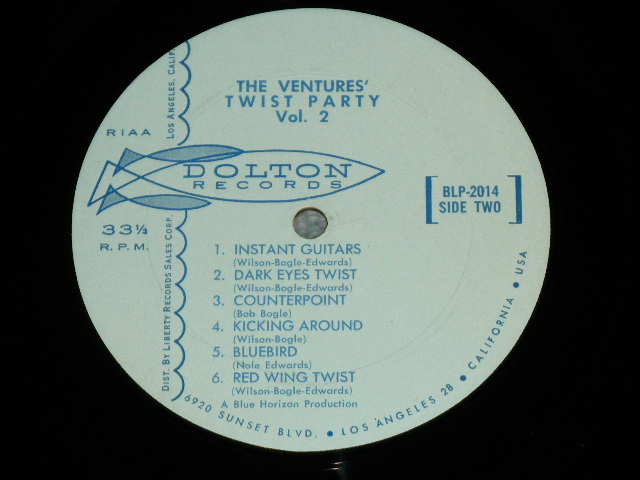 THE VENTURES'
TWIST PARTY
Vol. 2
RIAA
DOLTON
RECORDS
33⅓
R.P.M.
BLP-2014
SIDE TWO
1. INSTANT GUITARS
(Wilson-Bogle-Edwards)
2. DARK EYES TWIST
(Wilson-Bogle-Edwards)
3. COUNTERPOINT
(Bob Bogle)
4. KICKING AROUND
(Wilson-Bogle)
5. BLUEBIRD
(Nole Edwards)
6. RED WING TWIST
(Wilson-Bogle-Edwards)
A Blue Horizon Production
DIST. BY LIBERTY RECORDS SALES CORP.
LOS ANGELES, CALIF
6920 SUNSET BLVD. • LOS ANGELES 28 • CALIFORNIA • USA